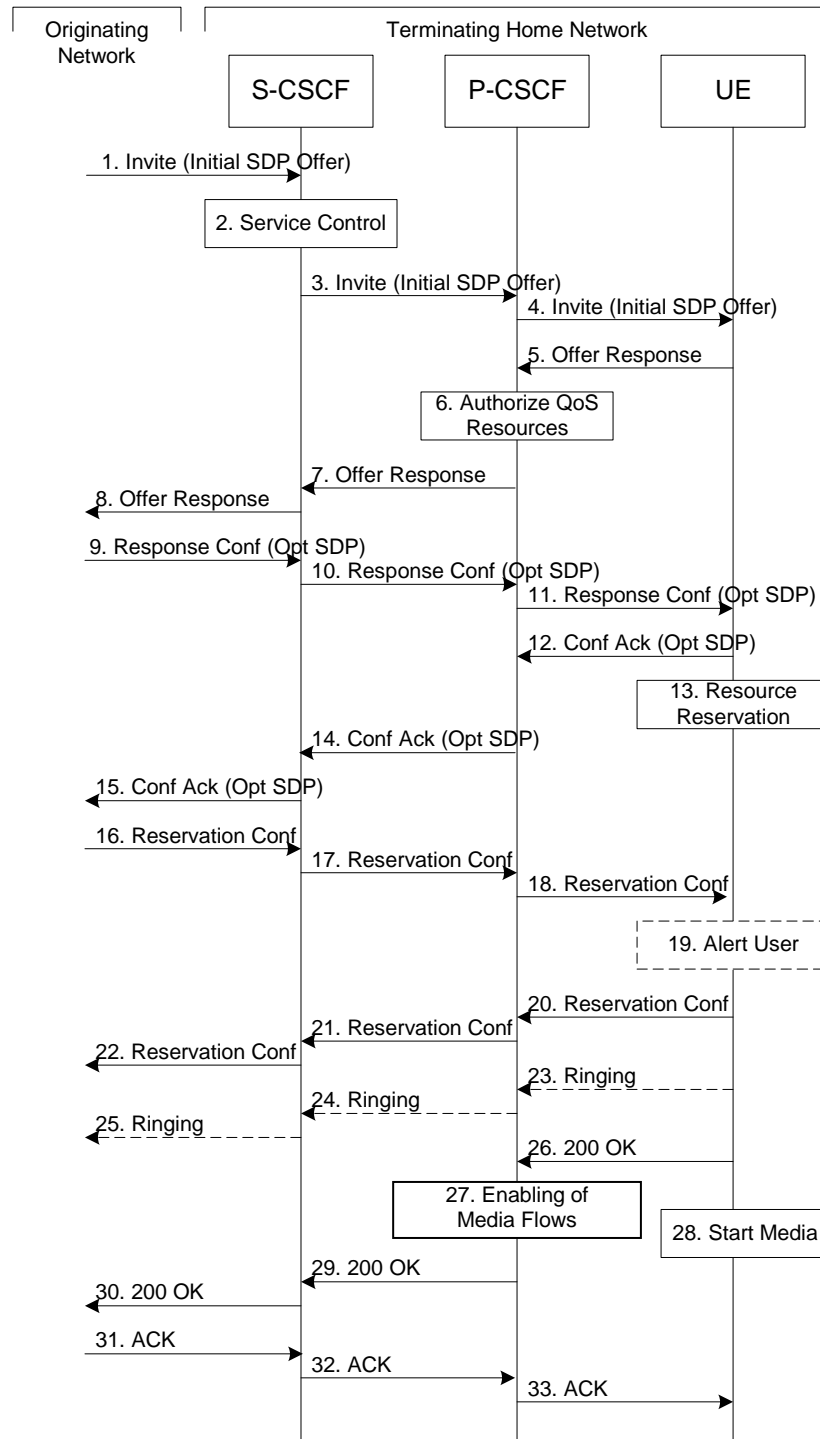 Originating
Network
Terminating Home Network
S-CSCF
P-CSCF
UE
1. Invite (Initial SDP Offer)
2. Service Control
3. Invite (Initial SDP Offer)
4. Invite (Initial SDP Offer)
5. Offer Response
6. Authorize QoS
Resources
7. Offer Response
8. Offer Response
9. Response Conf (Opt SDP)
10. Response Conf (Opt SDP)
11. Response Conf (Opt SDP)
12. Conf Ack (Opt SDP)
13. Resource
Reservation
14. Conf Ack (Opt SDP)
15. Conf Ack (Opt SDP)
16. Reservation Conf
17. Reservation Conf
18. Reservation Conf
19. Alert User
20. Reservation Conf
21. Reservation Conf
22. Reservation Conf
23. Ringing
24. Ringing
25. Ringing
26. 200 OK
27. Enabling of
Media Flows
28. Start Media
29. 200 OK
30. 200 OK
31. ACK
32. ACK
33. ACK